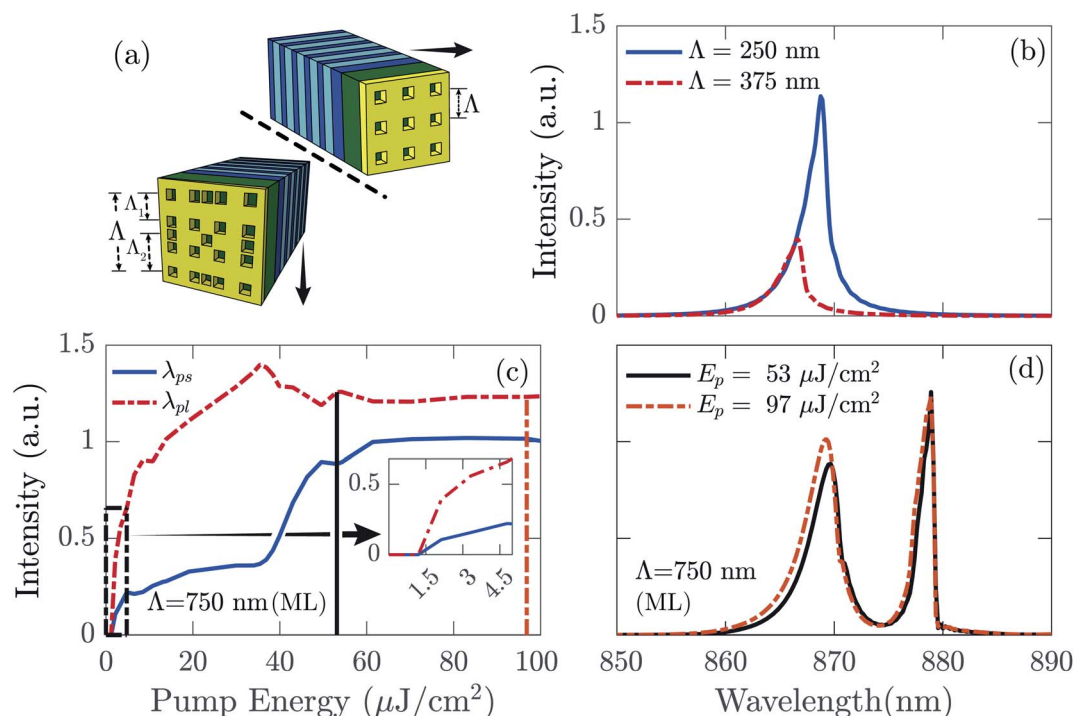 (a)
Λ
Λ₁
Λ
Λ₂
(b)
Λ = 250 nm
Λ = 375 nm
1.5
1
0.5
0
Intensity (a.u.)
(c)
λₚₛ
λₚₗ
1.5
1
0.5
0
Intensity (a.u.)
0.5
0
1.5
3
4.5
Λ=750 nm(ML)
0 20 40 60 80 100
Pump Energy (μJ/cm²)
(d)
Eₚ = 53 μJ/cm²
Eₚ = 97 μJ/cm²
Λ=750 nm
(ML)
850 860 870 880 890
Wavelength(nm)